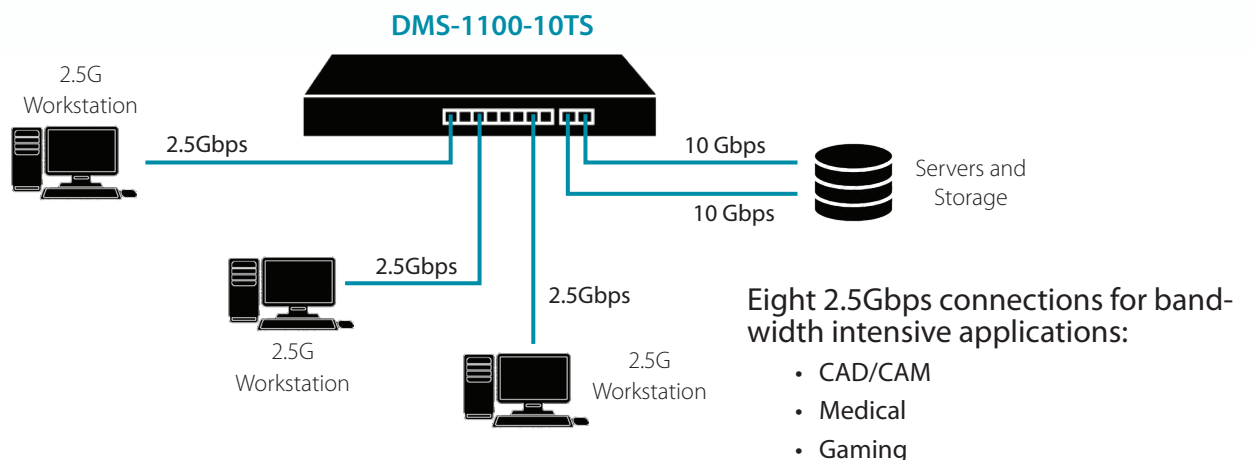 DMS-1100-10TS
2.5G
Workstation
2.5Gbps
10 Gbps
Servers and
Storage
10 Gbps
2.5Gbps
2.5G
Workstation
2.5Gbps
2.5G
Workstation
Eight 2.5Gbps connections for band-
width intensive applications:
• CAD/CAM
• Medical
• Gaming